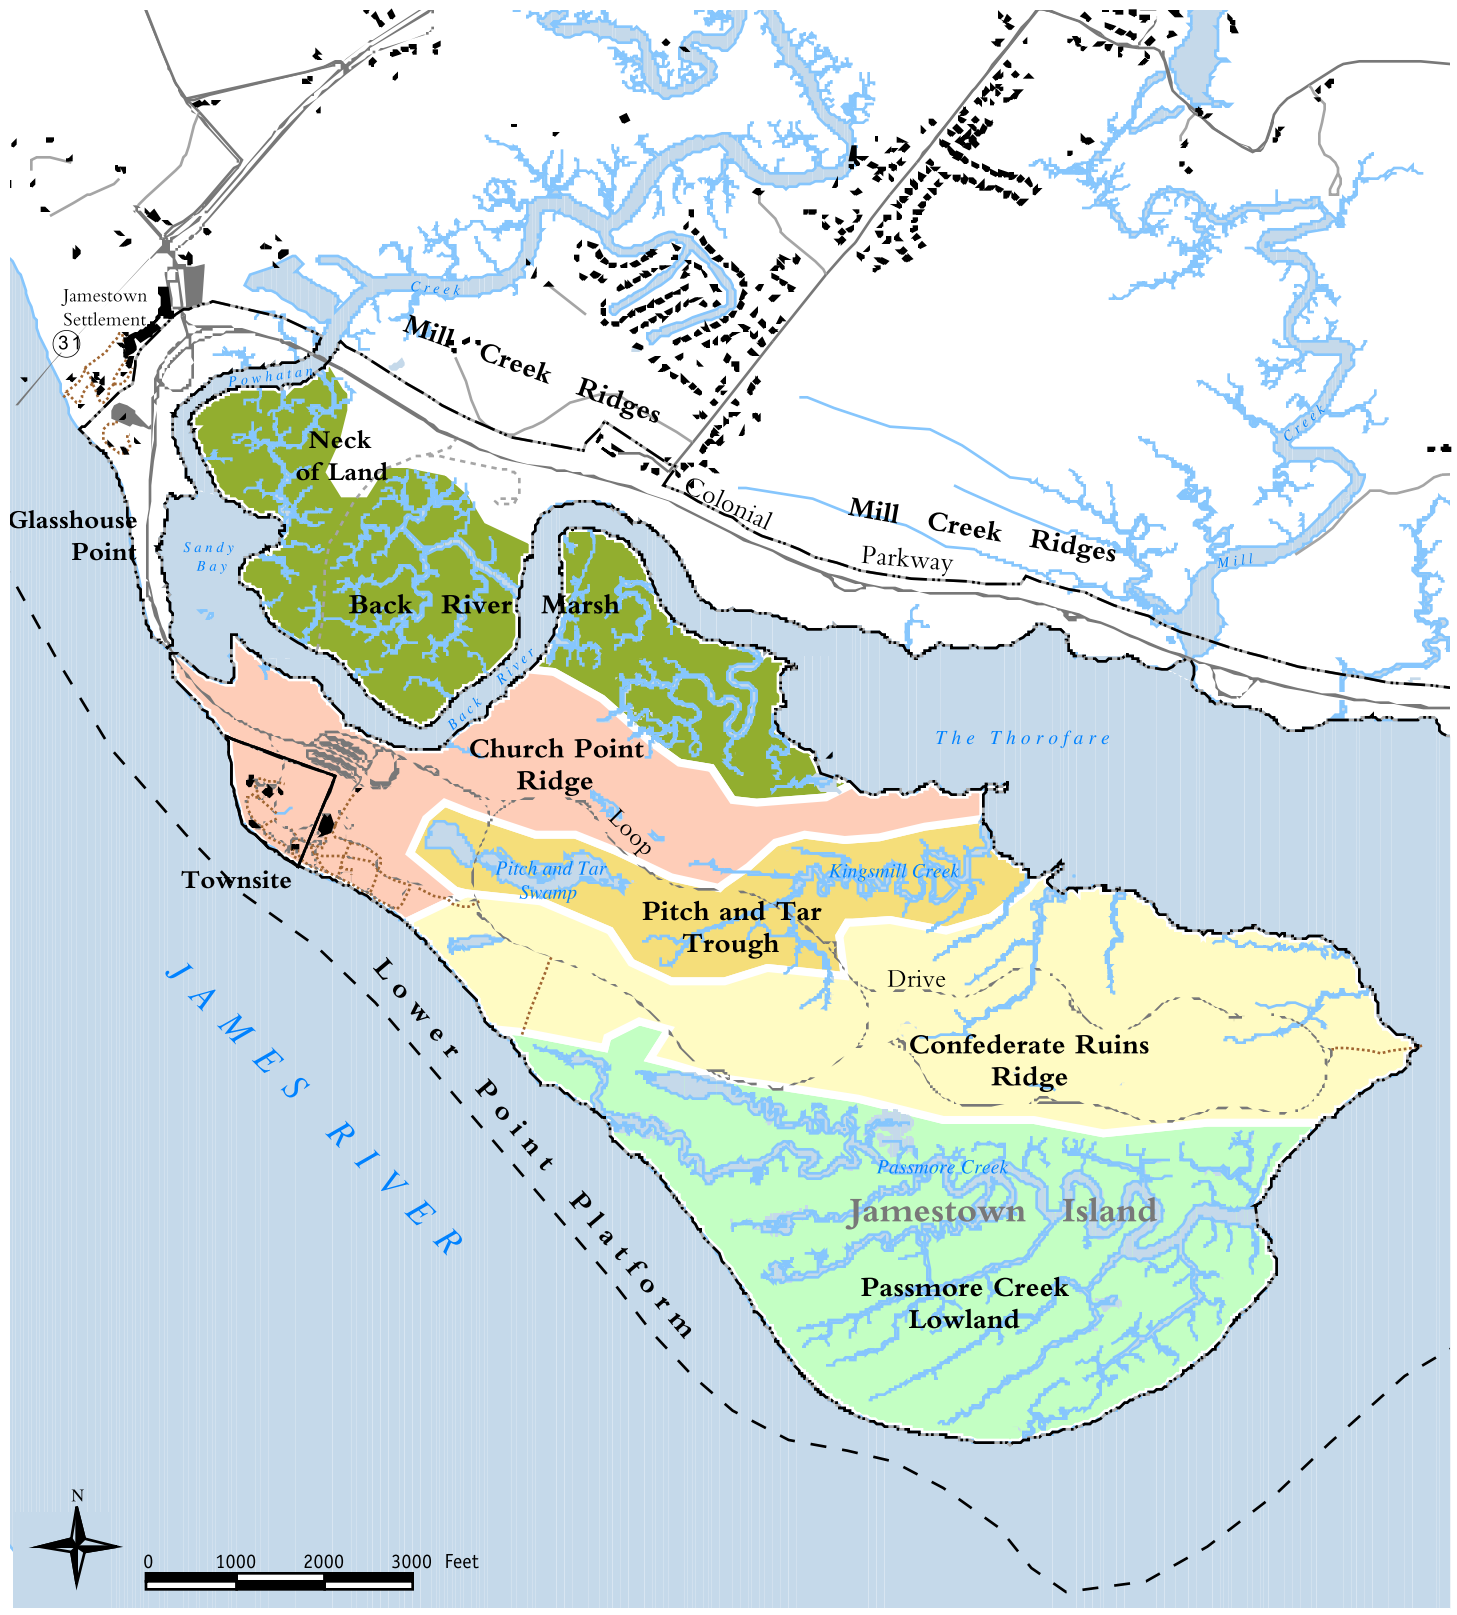 Creek
Jamestown
Settlement
31
Mill Creek Ridges
Powhatan
Neck
of Land
Creek
Colonial
Mill Creek Ridges
Parkway
Mill
Glasshouse
Point
Sandy
Bay
Back River Marsh
Back River
The Thorofare
Church Point
Ridge
Loop
Pitch and Tar
Swamp
Kingsmill Creek
Townsite
Pitch and Tar
Trough
Drive
Lower Point Platform
JAMES RIVER
Confederate Ruins
Ridge
Passmore Creek
Jamestown Island
Passmore Creek
Lowland
N
0 1000 2000 3000 Feet